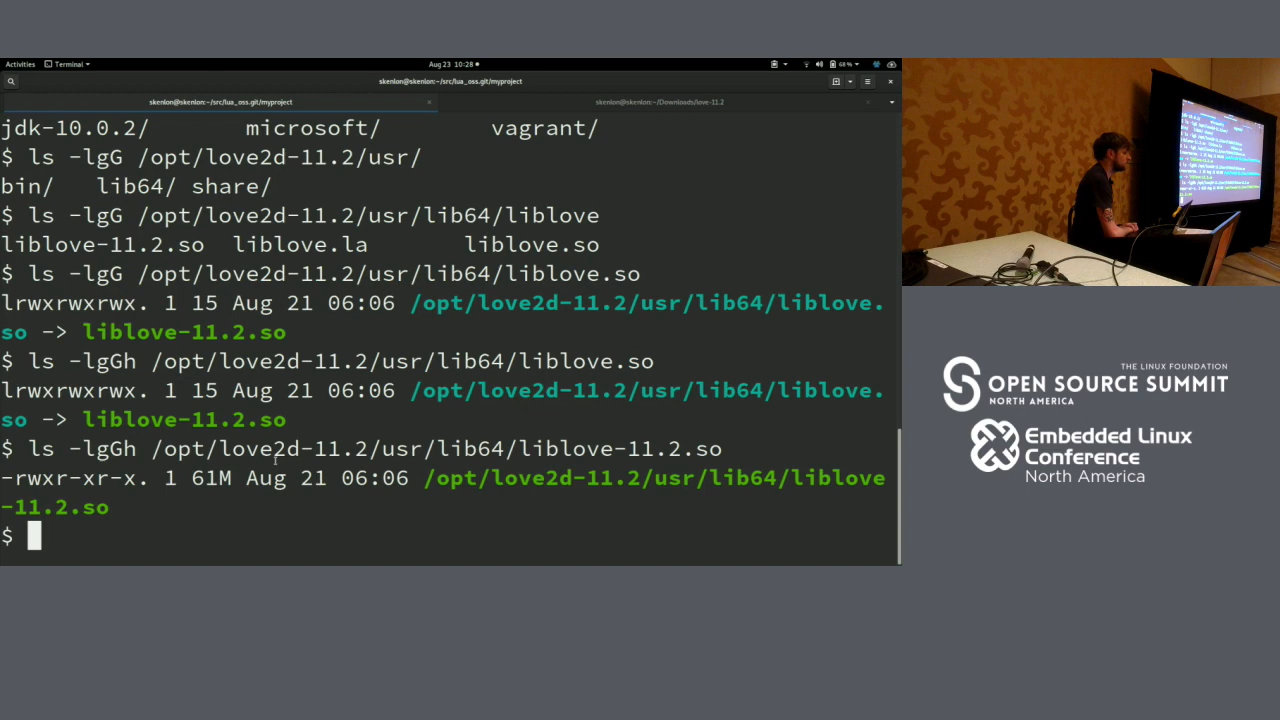 Activities Terminal Aug 23 10:28 68 %
skenlon@skenlon:~/src/lua_oss.git/myproject
skenlon@skenlon:~/src/lua_oss.git/myproject skenlon@skenlon:~/Downloads/love-11.2
jdk-10.0.2/ microsoft/ vagrant/
$ ls -lgG /opt/love2d-11.2/usr/
bin/ lib64/ share/
$ ls -lgG /opt/love2d-11.2/usr/lib64/liblove
liblove-11.2.so liblove.la liblove.so
$ ls -lgG /opt/love2d-11.2/usr/lib64/liblove.so
lrwxrwxrwx. 1 15 Aug 21 06:06 /opt/love2d-11.2/usr/lib64/liblove.
so -> liblove-11.2.so
$ ls -lgGh /opt/love2d-11.2/usr/lib64/liblove.so
lrwxrwxrwx. 1 15 Aug 21 06:06 /opt/love2d-11.2/usr/lib64/liblove.
so -> liblove-11.2.so
$ ls -lgGh /opt/love2d-11.2/usr/lib64/liblove-11.2.so
-rwxr-xr-x. 1 61M Aug 21 06:06 /opt/love2d-11.2/usr/lib64/liblove
-11.2.so
$
THE LINUX FOUNDATION
OPEN SOURCE SUMMIT
NORTH AMERICA
Embedded Linux
Conference
North America